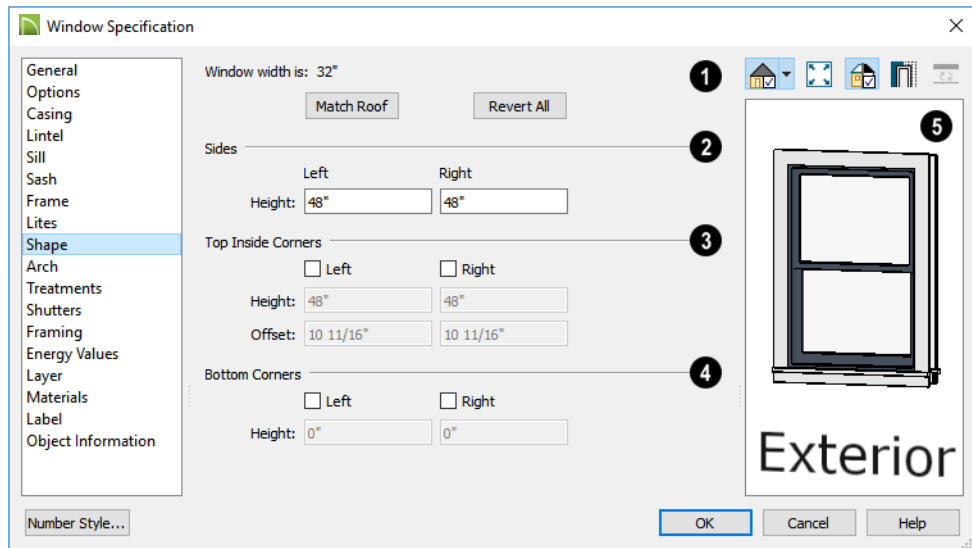 Window Specification
General
Options
Casing
Lintel
Sill
Sash
Frame
Lites
Shape
Arch
Treatments
Shutters
Framing
Energy Values
Layer
Materials
Label
Object Information
Window width is: 32"
1
Match Roof Revert All
Sides 2
Left Right
Height: 48" 48"
Top Inside Corners 3
Left Right
Height: 48" 48"
Offset: 10 11/16" 10 11/16"
Bottom Corners 4
Left Right
Height: 0" 0"
5
Exterior
Number Style... OK Cancel Help